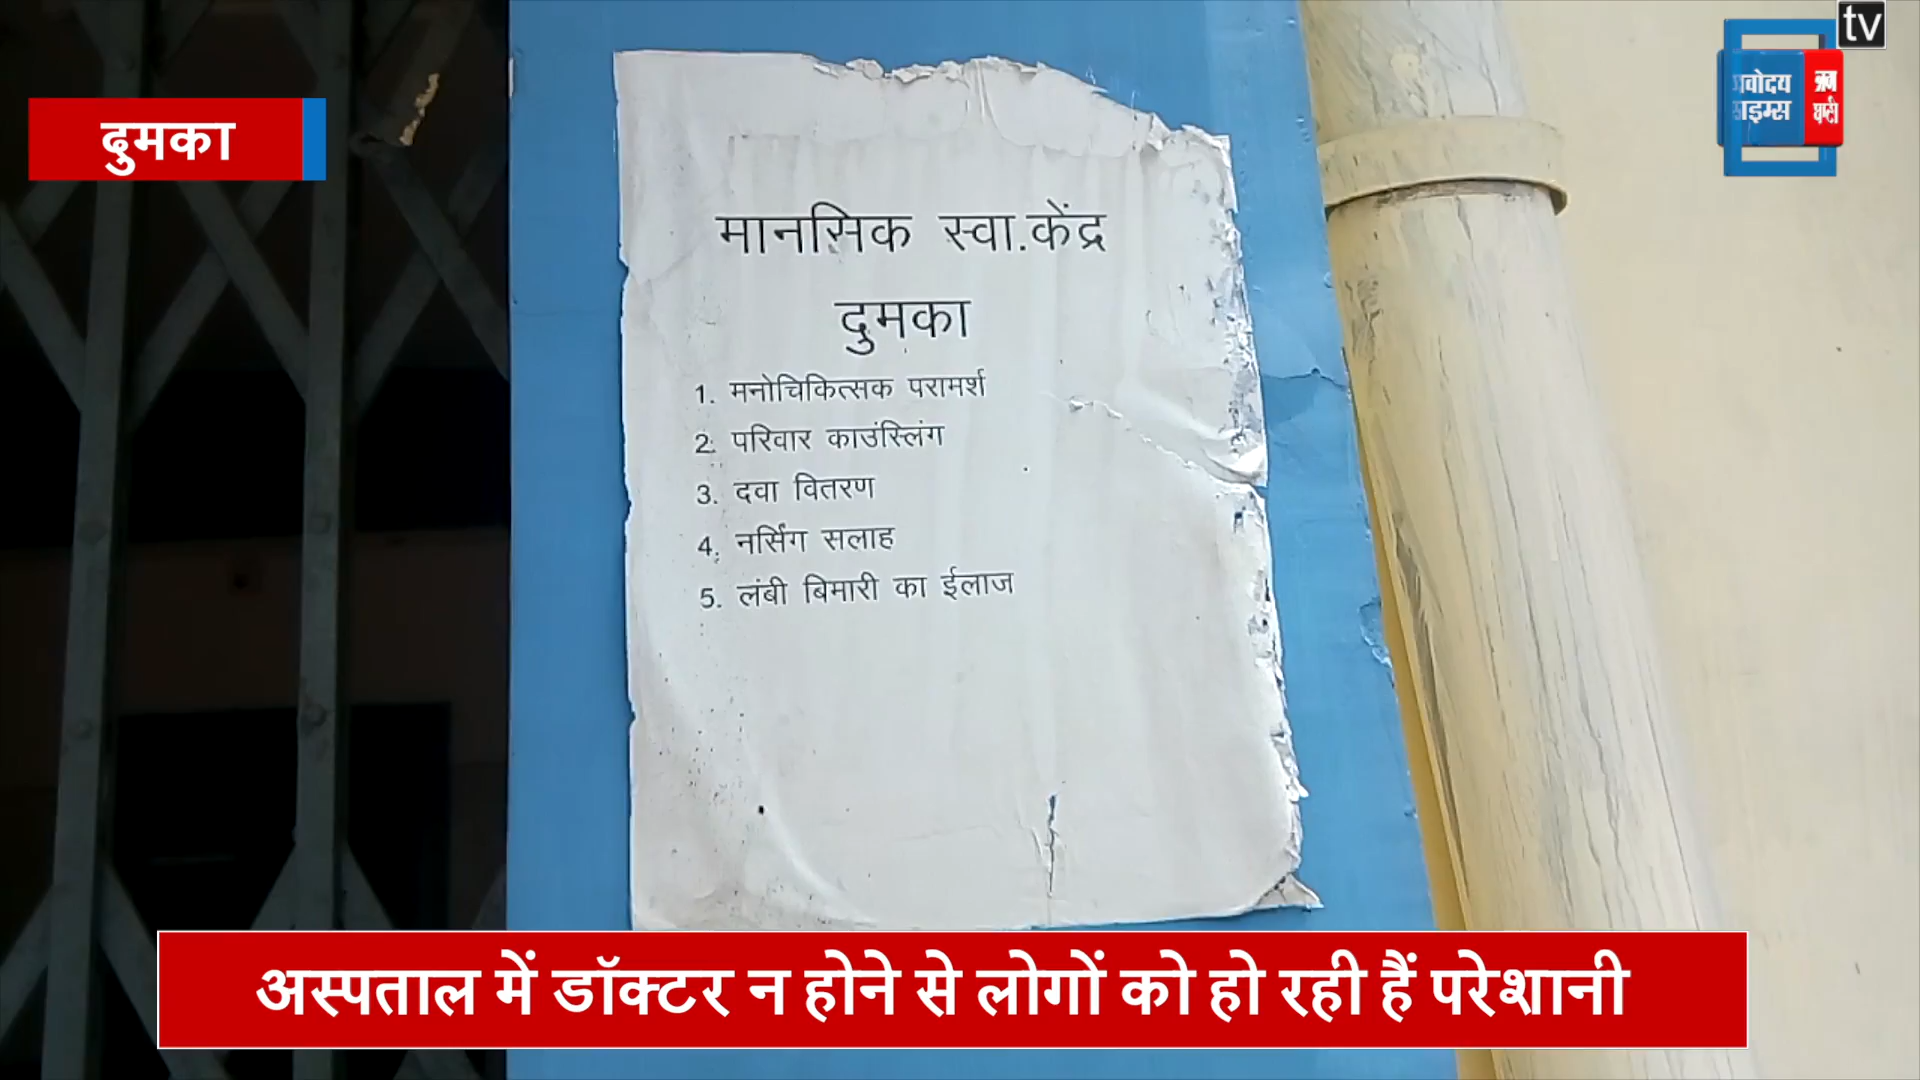 tv
दुमका
टाइम्स
मानसिक स्वा.केंद्र
दुमका
1. मनोचिकित्सक परामर्श
2. परिवार काउंस्लिंग
3. दवा वितरण
4. नर्सिंग सलाह
5. लंबी बिमारी का ईलाज
अस्पताल में डॉक्टर न होने से लोगों को हो रही हैं परेशानी